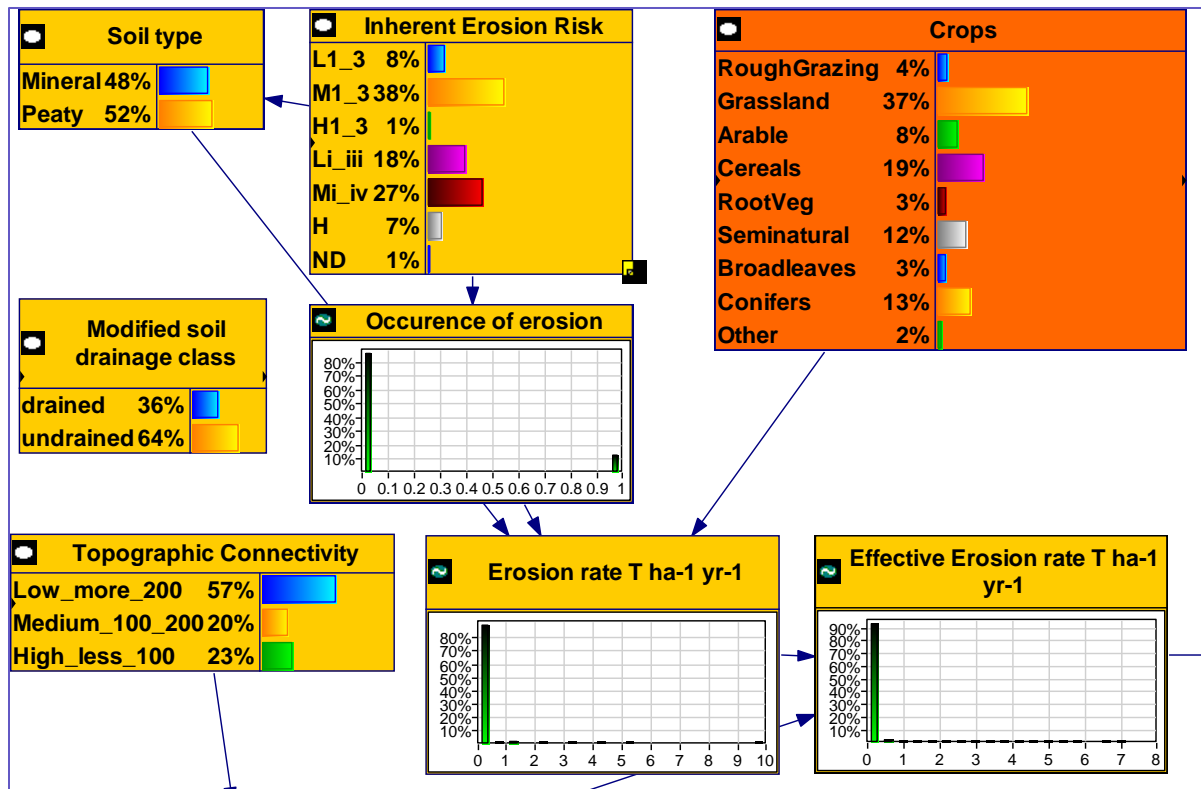 Soil type
Mineral 48%
Peaty 52%
Inherent Erosion Risk
L1_3 8%
M1_3 38%
H1_3 1%
Li_iii 18%
Mi_iv 27%
H 7%
ND 1%
Crops
RoughGrazing 4%
Grassland 37%
Arable 8%
Cereals 19%
RootVeg 3%
Seminatural 12%
Broadleaves 3%
Conifers 13%
Other 2%
Modified soil
drainage class
drained 36%
undrained 64%
Occurence of erosion
80%
70%
60%
50%
40%
30%
20%
10%
0 0.1 0.2 0.3 0.4 0.5 0.6 0.7 0.8 0.9 1
Topographic Connectivity
Low_more_200 57%
Medium_100_200 20%
High_less_100 23%
Erosion rate T ha-1 yr-1
80%
70%
60%
50%
40%
30%
20%
10%
0 1 2 3 4 5 6 7 8 9 10
Effective Erosion rate T ha-1
yr-1
90%
80%
70%
60%
50%
40%
30%
20%
10%
0 1 2 3 4 5 6 7 8